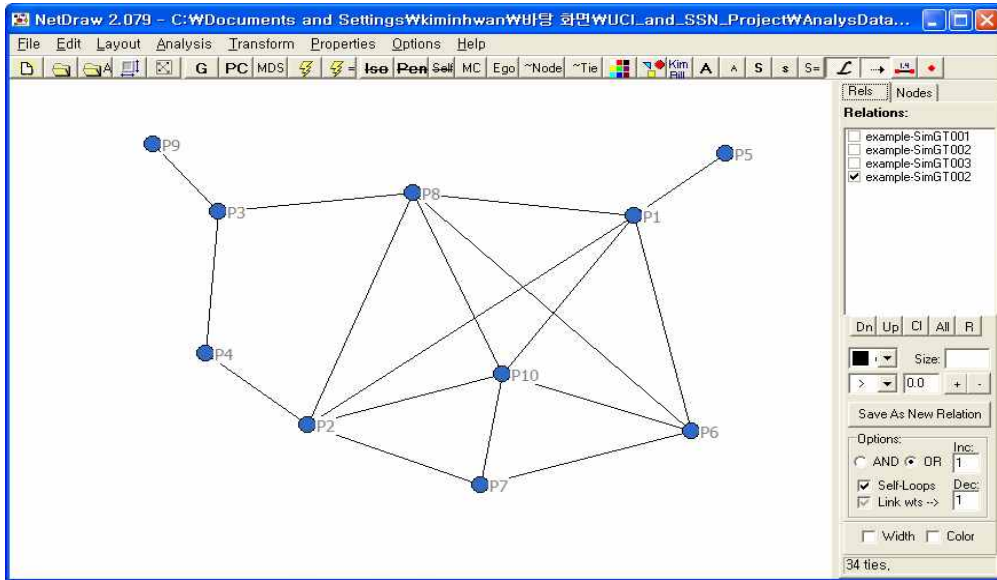 NetDraw 2.079 - C:₩Documents and Settings₩kiminhwan₩바탕 화면₩UCI_and_SSN_Project₩AnalysData...
File Edit Layout Analysis Transform Properties Options Help
A G PC MDS = Iso Pen Self MC Ego ~Node ~Tie Kim Bill A A S s S= L → 1.9
Rels Nodes
Relations:
example-SimGT001
example-SimGT002
example-SimGT003
example-SimGT002
P9
P5
P8
P3
P1
P4
P10
P2
P6
P7
Dn Up Cl All R
Size:
> 0.0 + -
Save As New Relation
Options:
Inc:
AND OR 1
Self-Loops Dec:
Link wts --> 1
Width Color
34 ties,